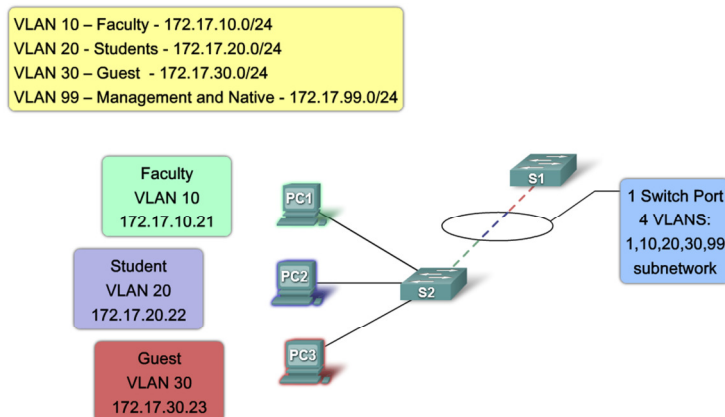 VLAN 10 – Faculty - 172.17.10.0/24
VLAN 20 - Students - 172.17.20.0/24
VLAN 30 – Guest - 172.17.30.0/24
VLAN 99 – Management and Native - 172.17.99.0/24
Faculty
VLAN 10
172.17.10.21
PC1
S1
1 Switch Port
4 VLANS:
1,10,20,30,99
subnetwork
Student
VLAN 20
172.17.20.22
PC2
S2
Guest
VLAN 30
172.17.30.23
PC3